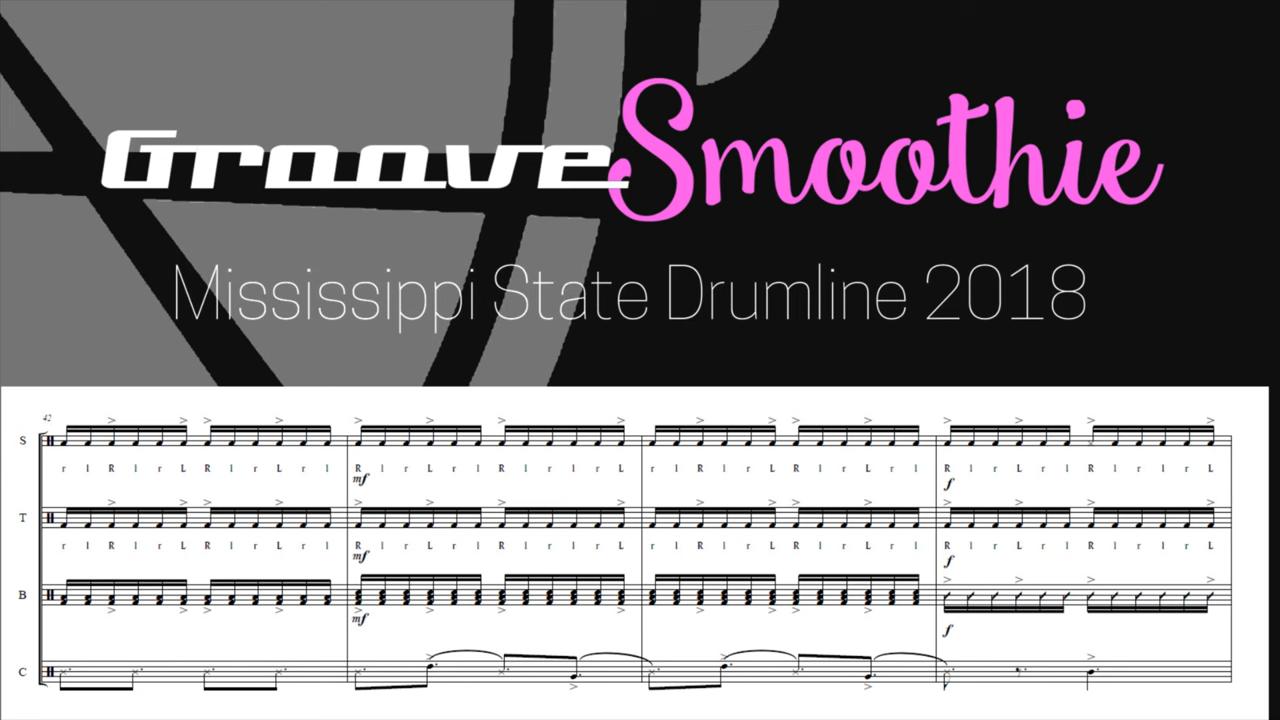 Groove Smoothie
Mississippi State Drumline 2018
42
S
r l R l r L R l r L r l R l r L r l R l r l r L r l R l r L R l r L r l R l r L r l R l r l r L
mf f
T
r l R l r L R l r L r l R l r L r l R l r l r L r l R l r L R l r L r l R l r L r l R l r l r L
mf f
B
mf f
C